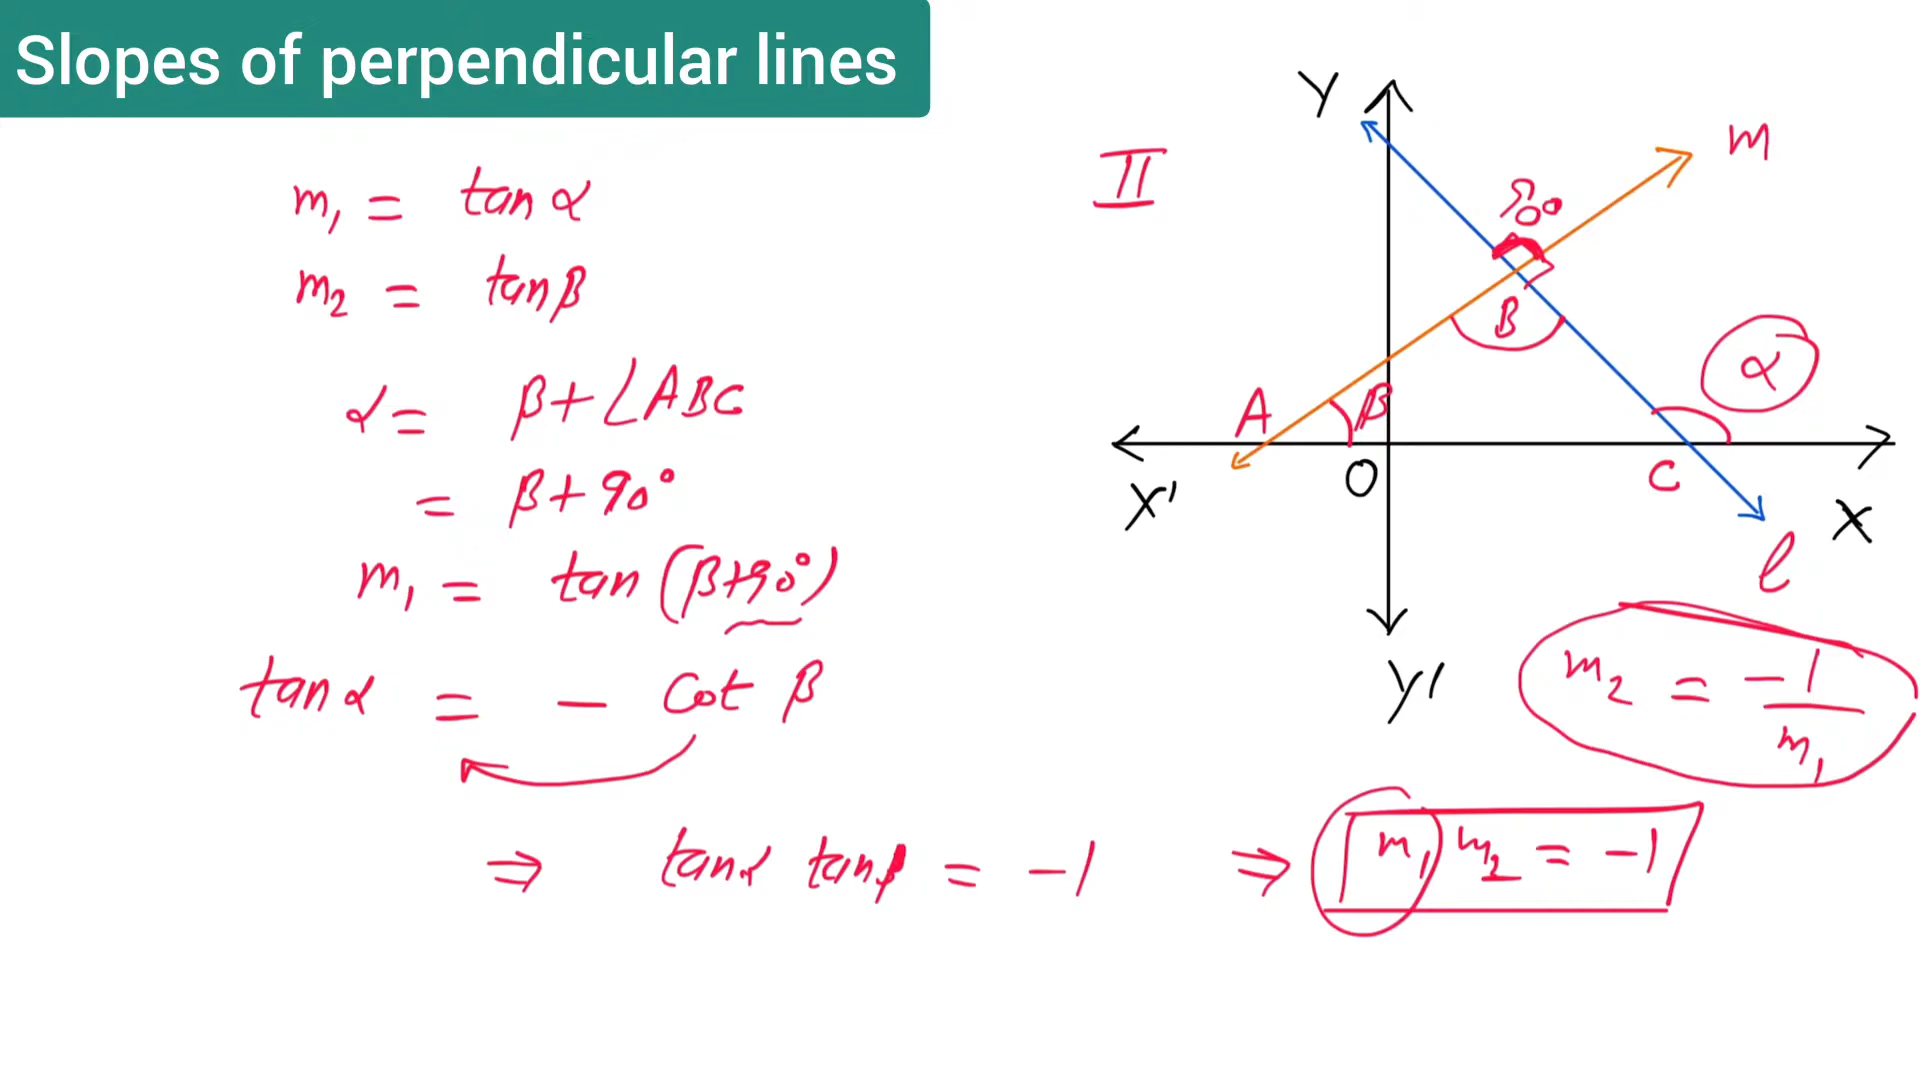 Slopes of perpendicular lines
m₁ = tan α
m₂ = tan β
α = β + ∠ABC
= β + 90°
m₁ = tan (β+90°)
tan α = − Cot β
⇒ tan α tan β = −1 ⇒ m₁ m₂ = −1
II
Y
m
90°
B
α
A
β
O
C
X'
X
l
Y'
m₂ = −1/m₁